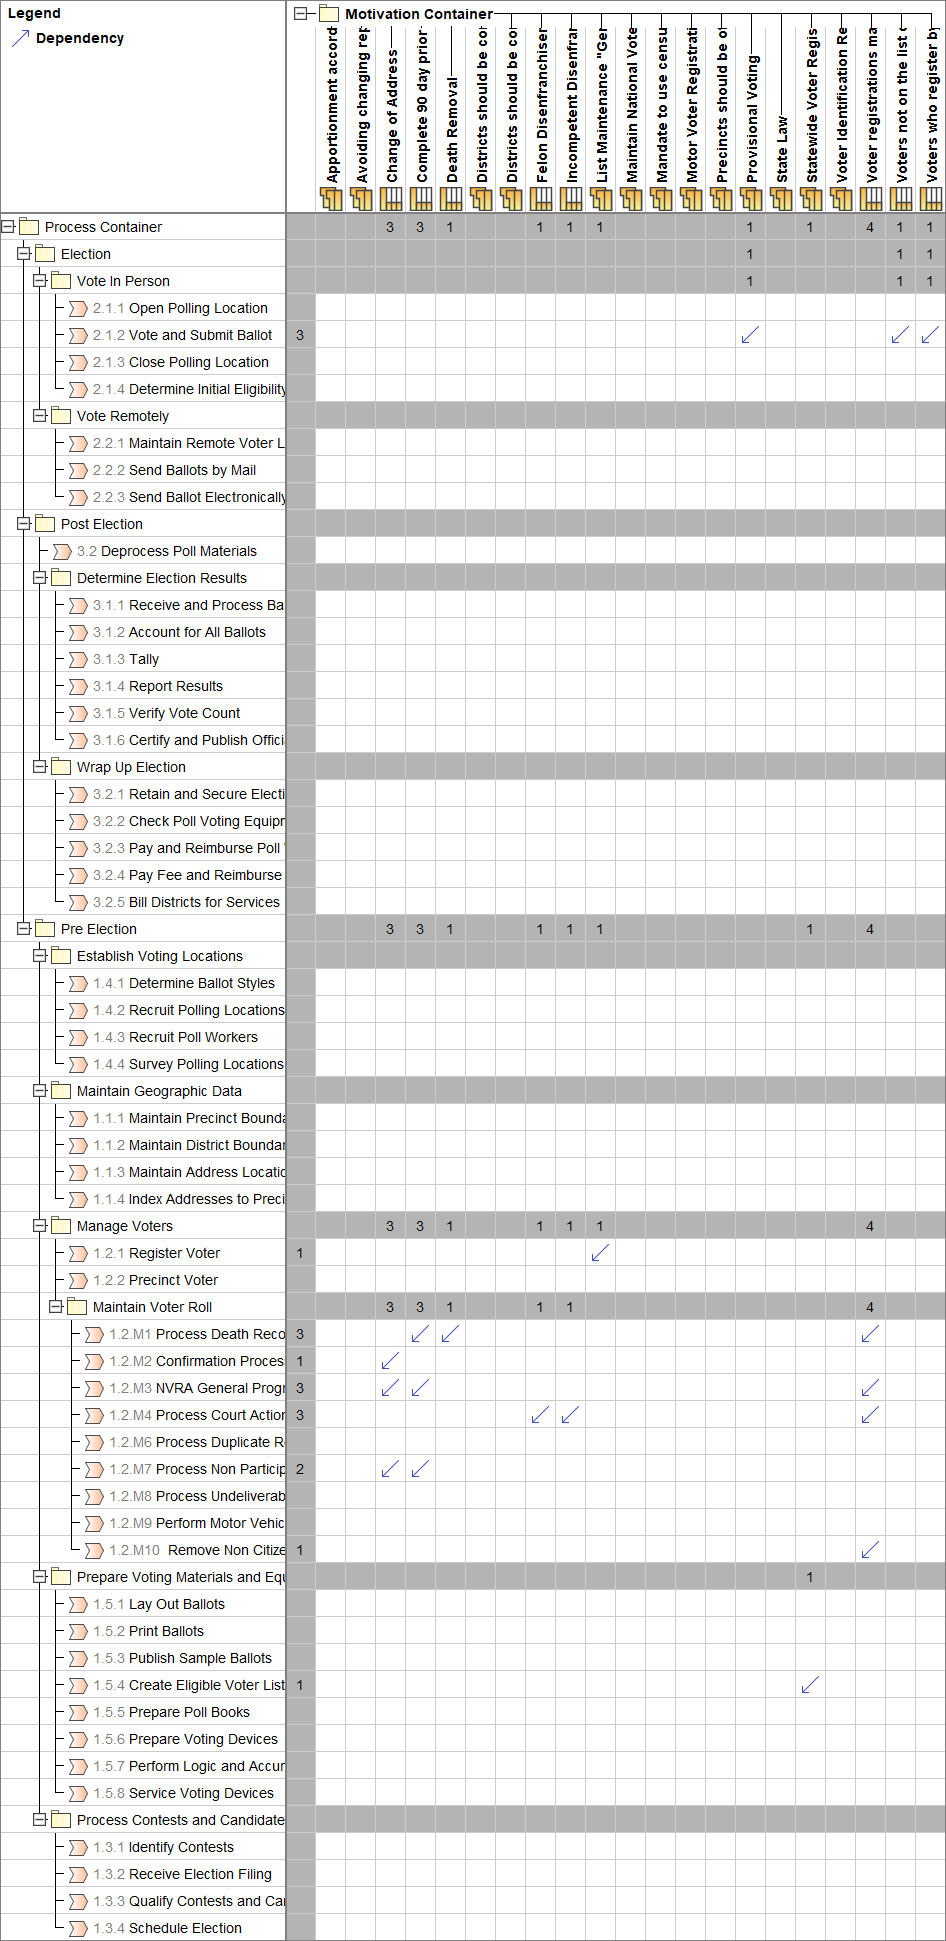 Legend
Dependency
Motivation Container
Apportionment accord
Avoiding changing rep
Change of Address
Complete 90 day prior
Death Removal
Districts should be co
Districts should be co
Felon Disenfranchise
Incompetent Disenfran
List Maintenance "Ger
Maintain National Vote
Mandate to use censu
Motor Voter Registrati
Precincts should be o
Provisional Voting
State Law
Statewide Voter Regis
Voter Identification Re
Voter registrations ma
Voters not on the list
Voters who register by
Process Container 3 3 1 1 1 1 1 1 4 1 1
Election 1 1 1
Vote In Person 1 1 1
2.1.1 Open Polling Location
2.1.2 Vote and Submit Ballot 3
2.1.3 Close Polling Location
2.1.4 Determine Initial Eligibility
Vote Remotely
2.2.1 Maintain Remote Voter L
2.2.2 Send Ballots by Mail
2.2.3 Send Ballot Electronically
Post Election
3.2 Deprocess Poll Materials
Determine Election Results
3.1.1 Receive and Process Ba
3.1.2 Account for All Ballots
3.1.3 Tally
3.1.4 Report Results
3.1.5 Verify Vote Count
3.1.6 Certify and Publish Offici
Wrap Up Election
3.2.1 Retain and Secure Electi
3.2.2 Check Poll Voting Equipm
3.2.3 Pay and Reimburse Poll
3.2.4 Pay Fee and Reimburse
3.2.5 Bill Districts for Services
Pre Election 3 3 1 1 1 1 1 4
Establish Voting Locations
1.4.1 Determine Ballot Styles
1.4.2 Recruit Polling Locations
1.4.3 Recruit Poll Workers
1.4.4 Survey Polling Locations
Maintain Geographic Data
1.1.1 Maintain Precinct Bounda
1.1.2 Maintain District Boundar
1.1.3 Maintain Address Locatio
1.1.4 Index Addresses to Preci
Manage Voters 3 3 1 1 1 1 4
1.2.1 Register Voter 1
1.2.2 Precinct Voter
Maintain Voter Roll 3 3 1 1 1 4
1.2.M1 Process Death Reco 3
1.2.M2 Confirmation Proces 1
1.2.M3 NVRA General Progr 3
1.2.M4 Process Court Action 3
1.2.M6 Process Duplicate R
1.2.M7 Process Non Particip 2
1.2.M8 Process Undeliverab
1.2.M9 Perform Motor Vehic
1.2.M10 Remove Non Citize 1
Prepare Voting Materials and Equ 1
1.5.1 Lay Out Ballots
1.5.2 Print Ballots
1.5.3 Publish Sample Ballots
1.5.4 Create Eligible Voter List 1
1.5.5 Prepare Poll Books
1.5.6 Prepare Voting Devices
1.5.7 Perform Logic and Accur
1.5.8 Service Voting Devices
Process Contests and Candidate
1.3.1 Identify Contests
1.3.2 Receive Election Filing
1.3.3 Qualify Contests and Ca
1.3.4 Schedule Election